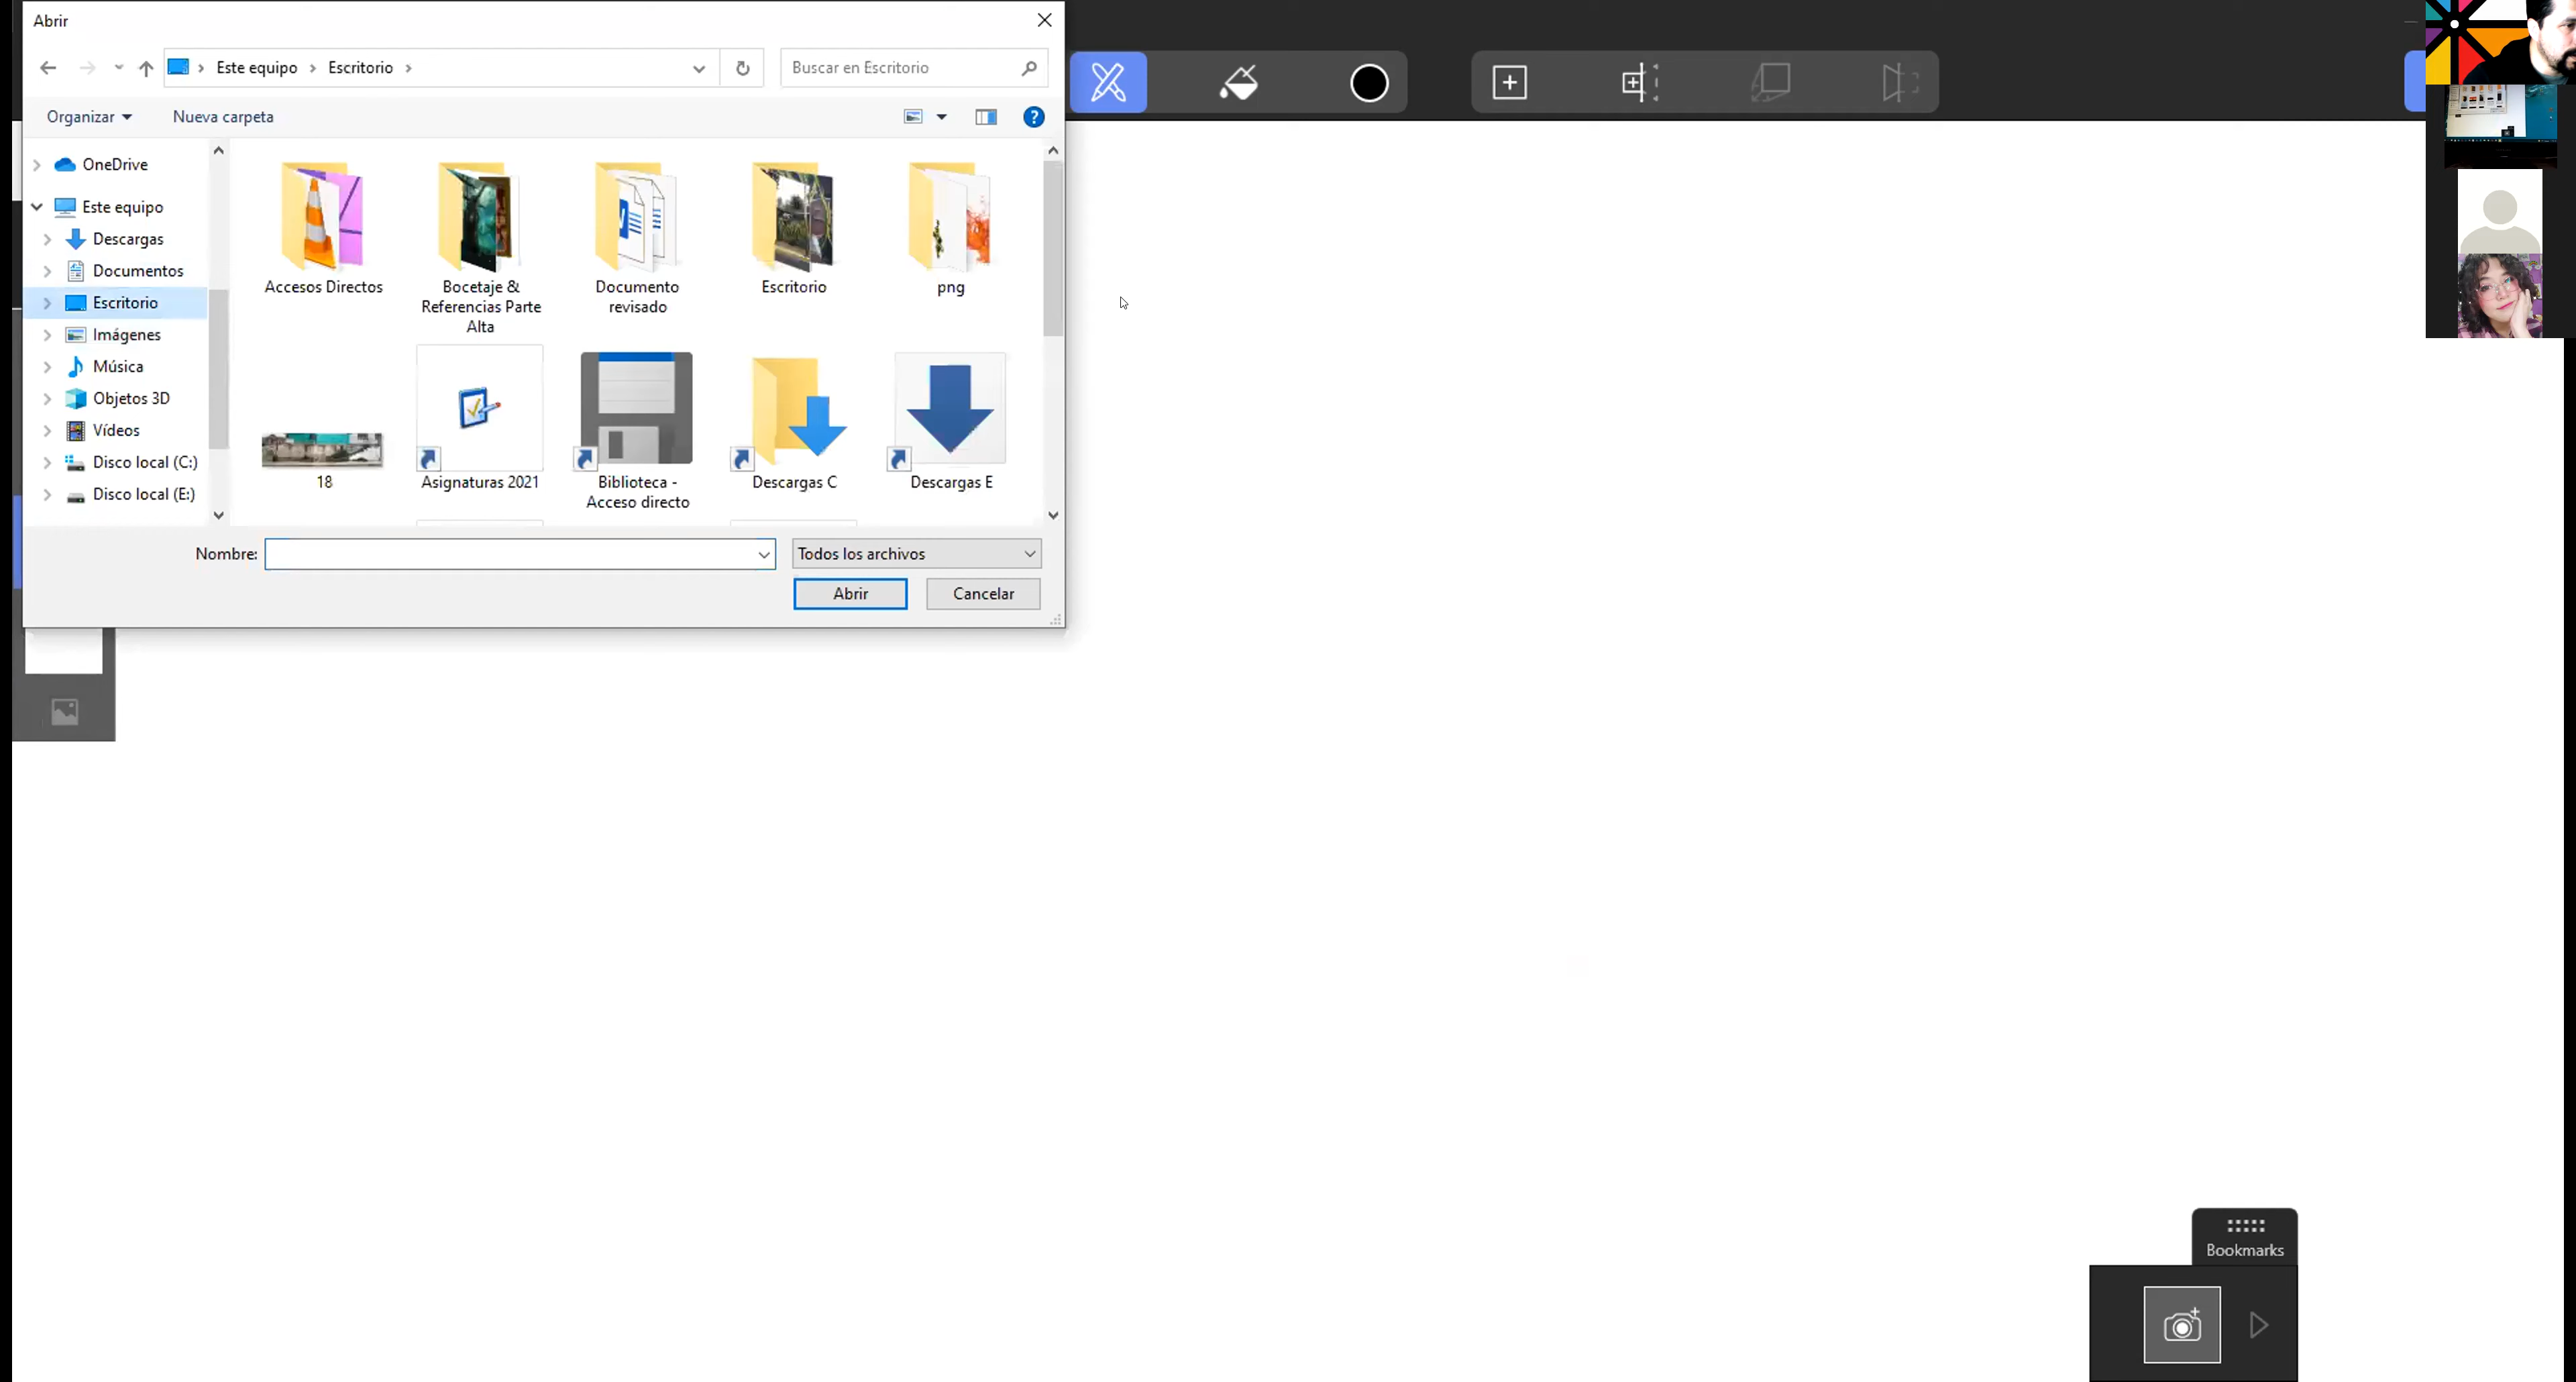 Abrir
Este equipo
Escritorio
Buscar en Escritorio
Organizar
Nueva carpeta
OneDrive
Este equipo
Descargas
Documentos
Escritorio
Imágenes
Música
Objetos 3D
Vídeos
Disco local (C:)
Disco local (E:)
Accesos Directos
Bocetaje &
Referencias Parte
Alta
Documento
revisado
Escritorio
png
18
Asignaturas 2021
Biblioteca -
Acceso directo
Descargas C
Descargas E
Nombre:
Todos los archivos
Abrir
Cancelar
Bookmarks